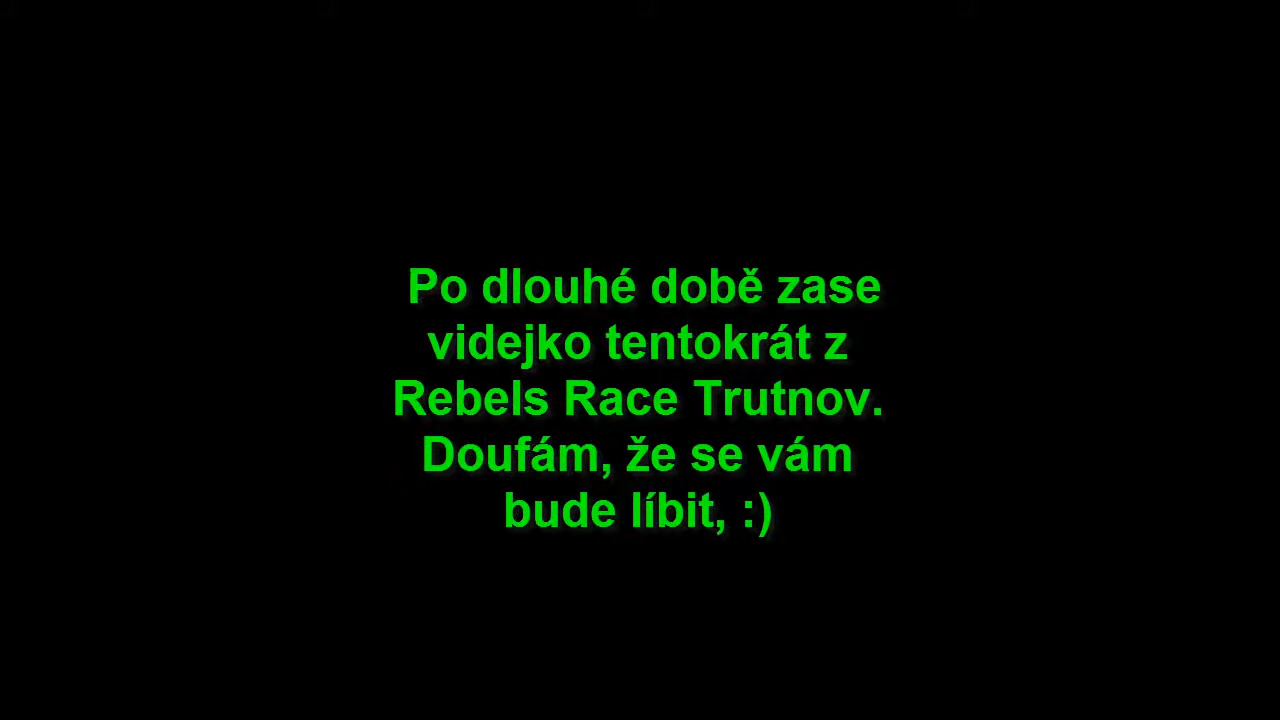 Po dlouhé době zase
videjko tentokrát z
Rebels Race Trutnov.
Doufám, že se vám
bude líbit, :)